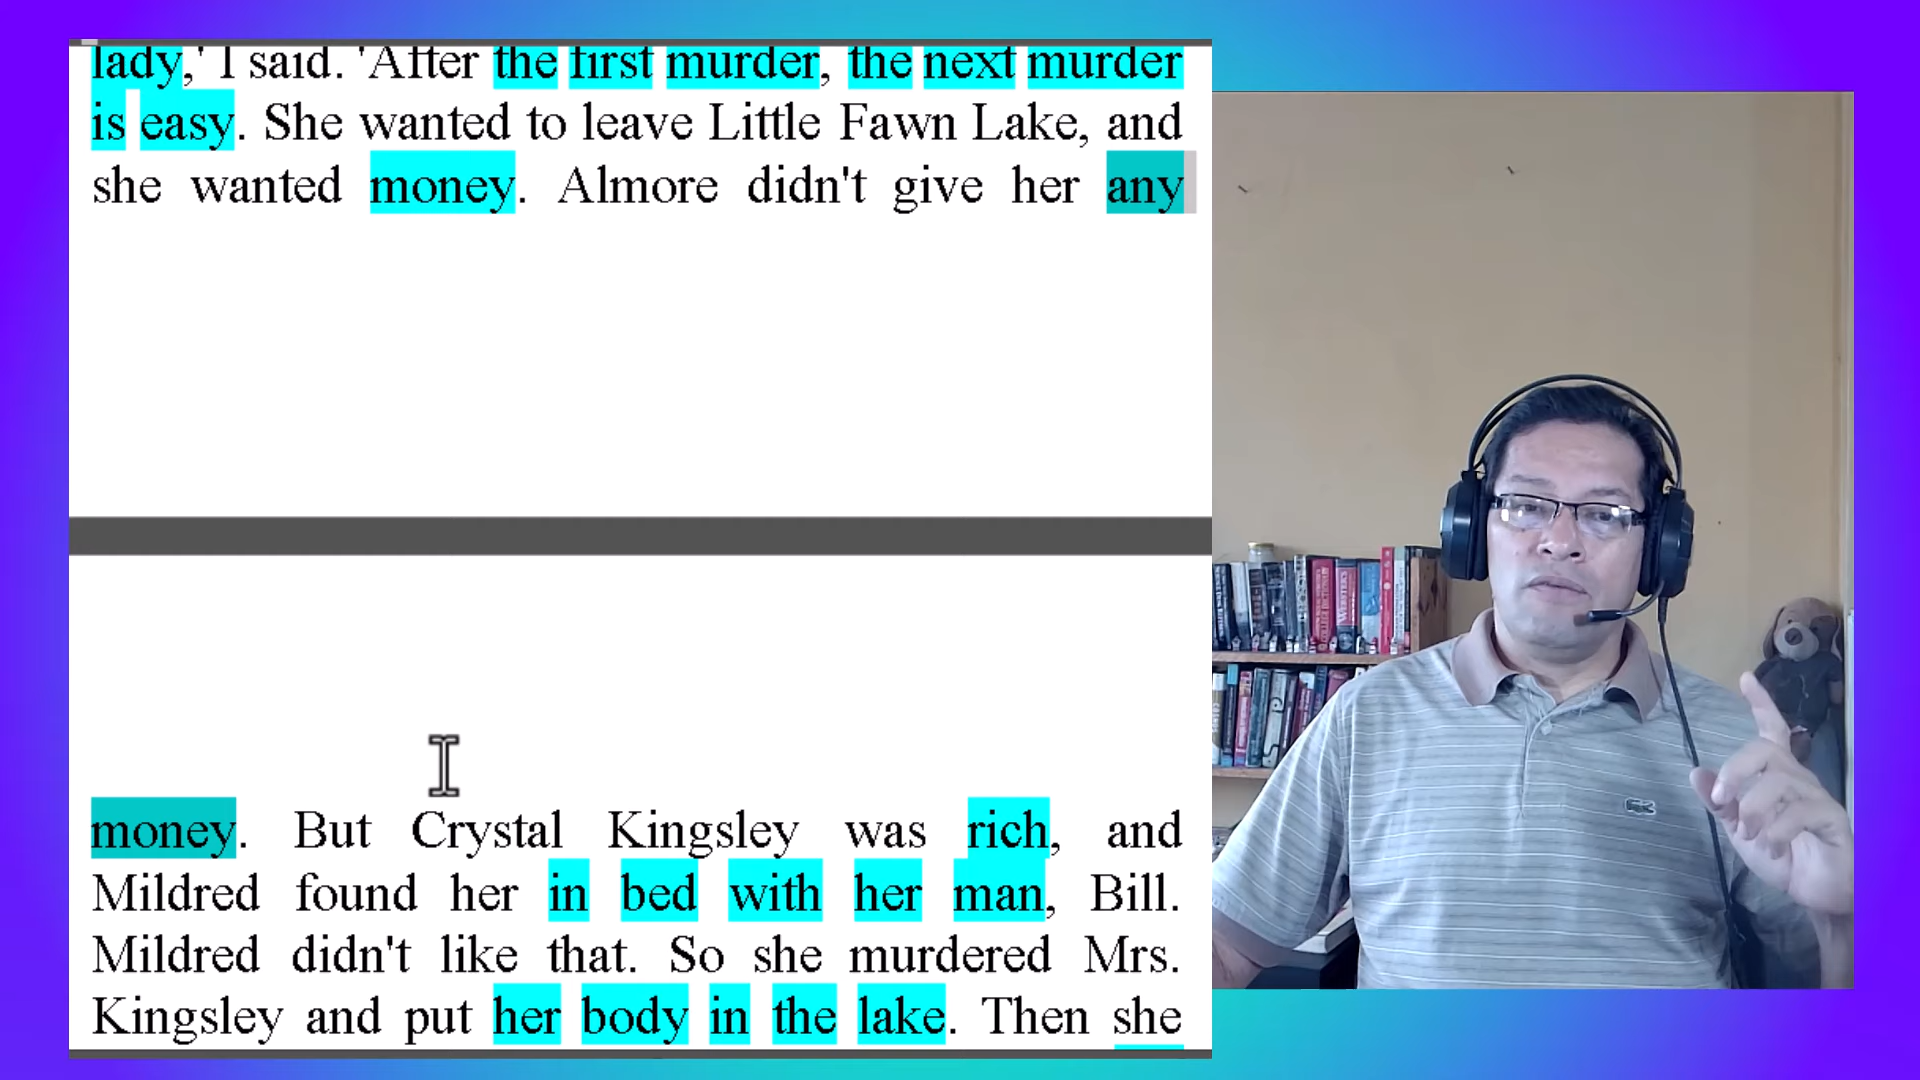 lady,' I said. 'After the first murder, the next murder
is easy. She wanted to leave Little Fawn Lake, and
she wanted money. Almore didn't give her any
money. But Crystal Kingsley was rich, and
Mildred found her in bed with her man, Bill.
Mildred didn't like that. So she murdered Mrs.
Kingsley and put her body in the lake. Then she